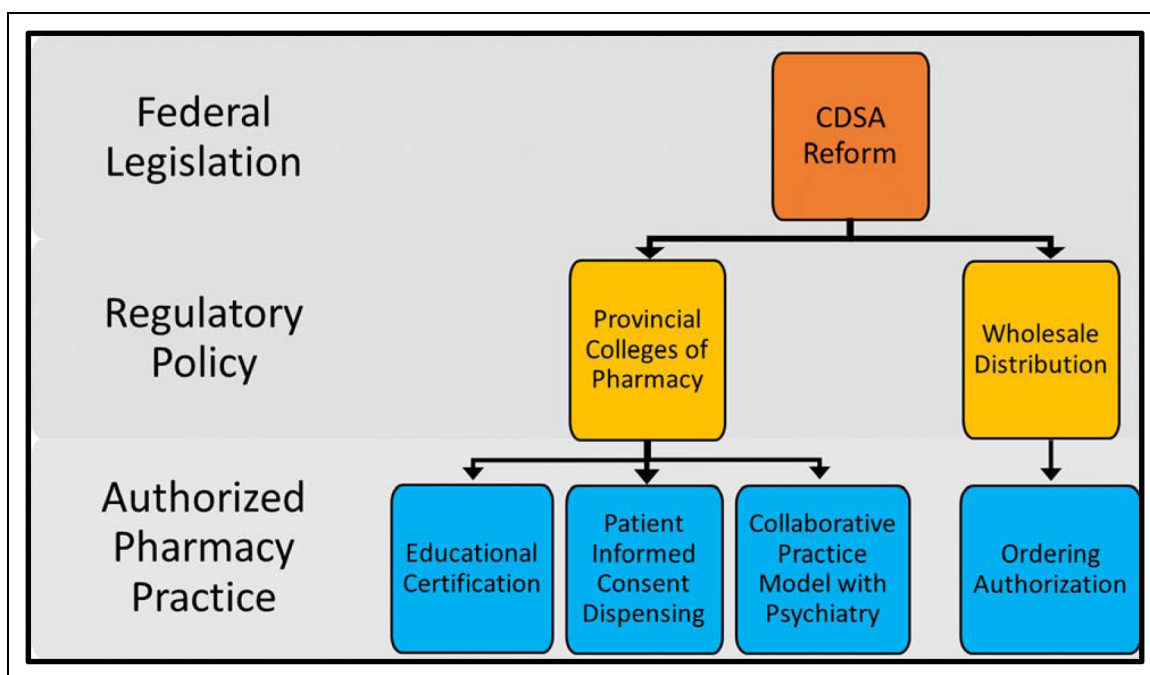 Federal
Legislation
CDSA
Reform
Regulatory
Policy
Provincial
Colleges of
Pharmacy
Wholesale
Distribution
Authorized
Pharmacy
Practice
Educational
Certification
Patient
Informed
Consent
Dispensing
Collaborative
Practice
Model with
Psychiatry
Ordering
Authorization